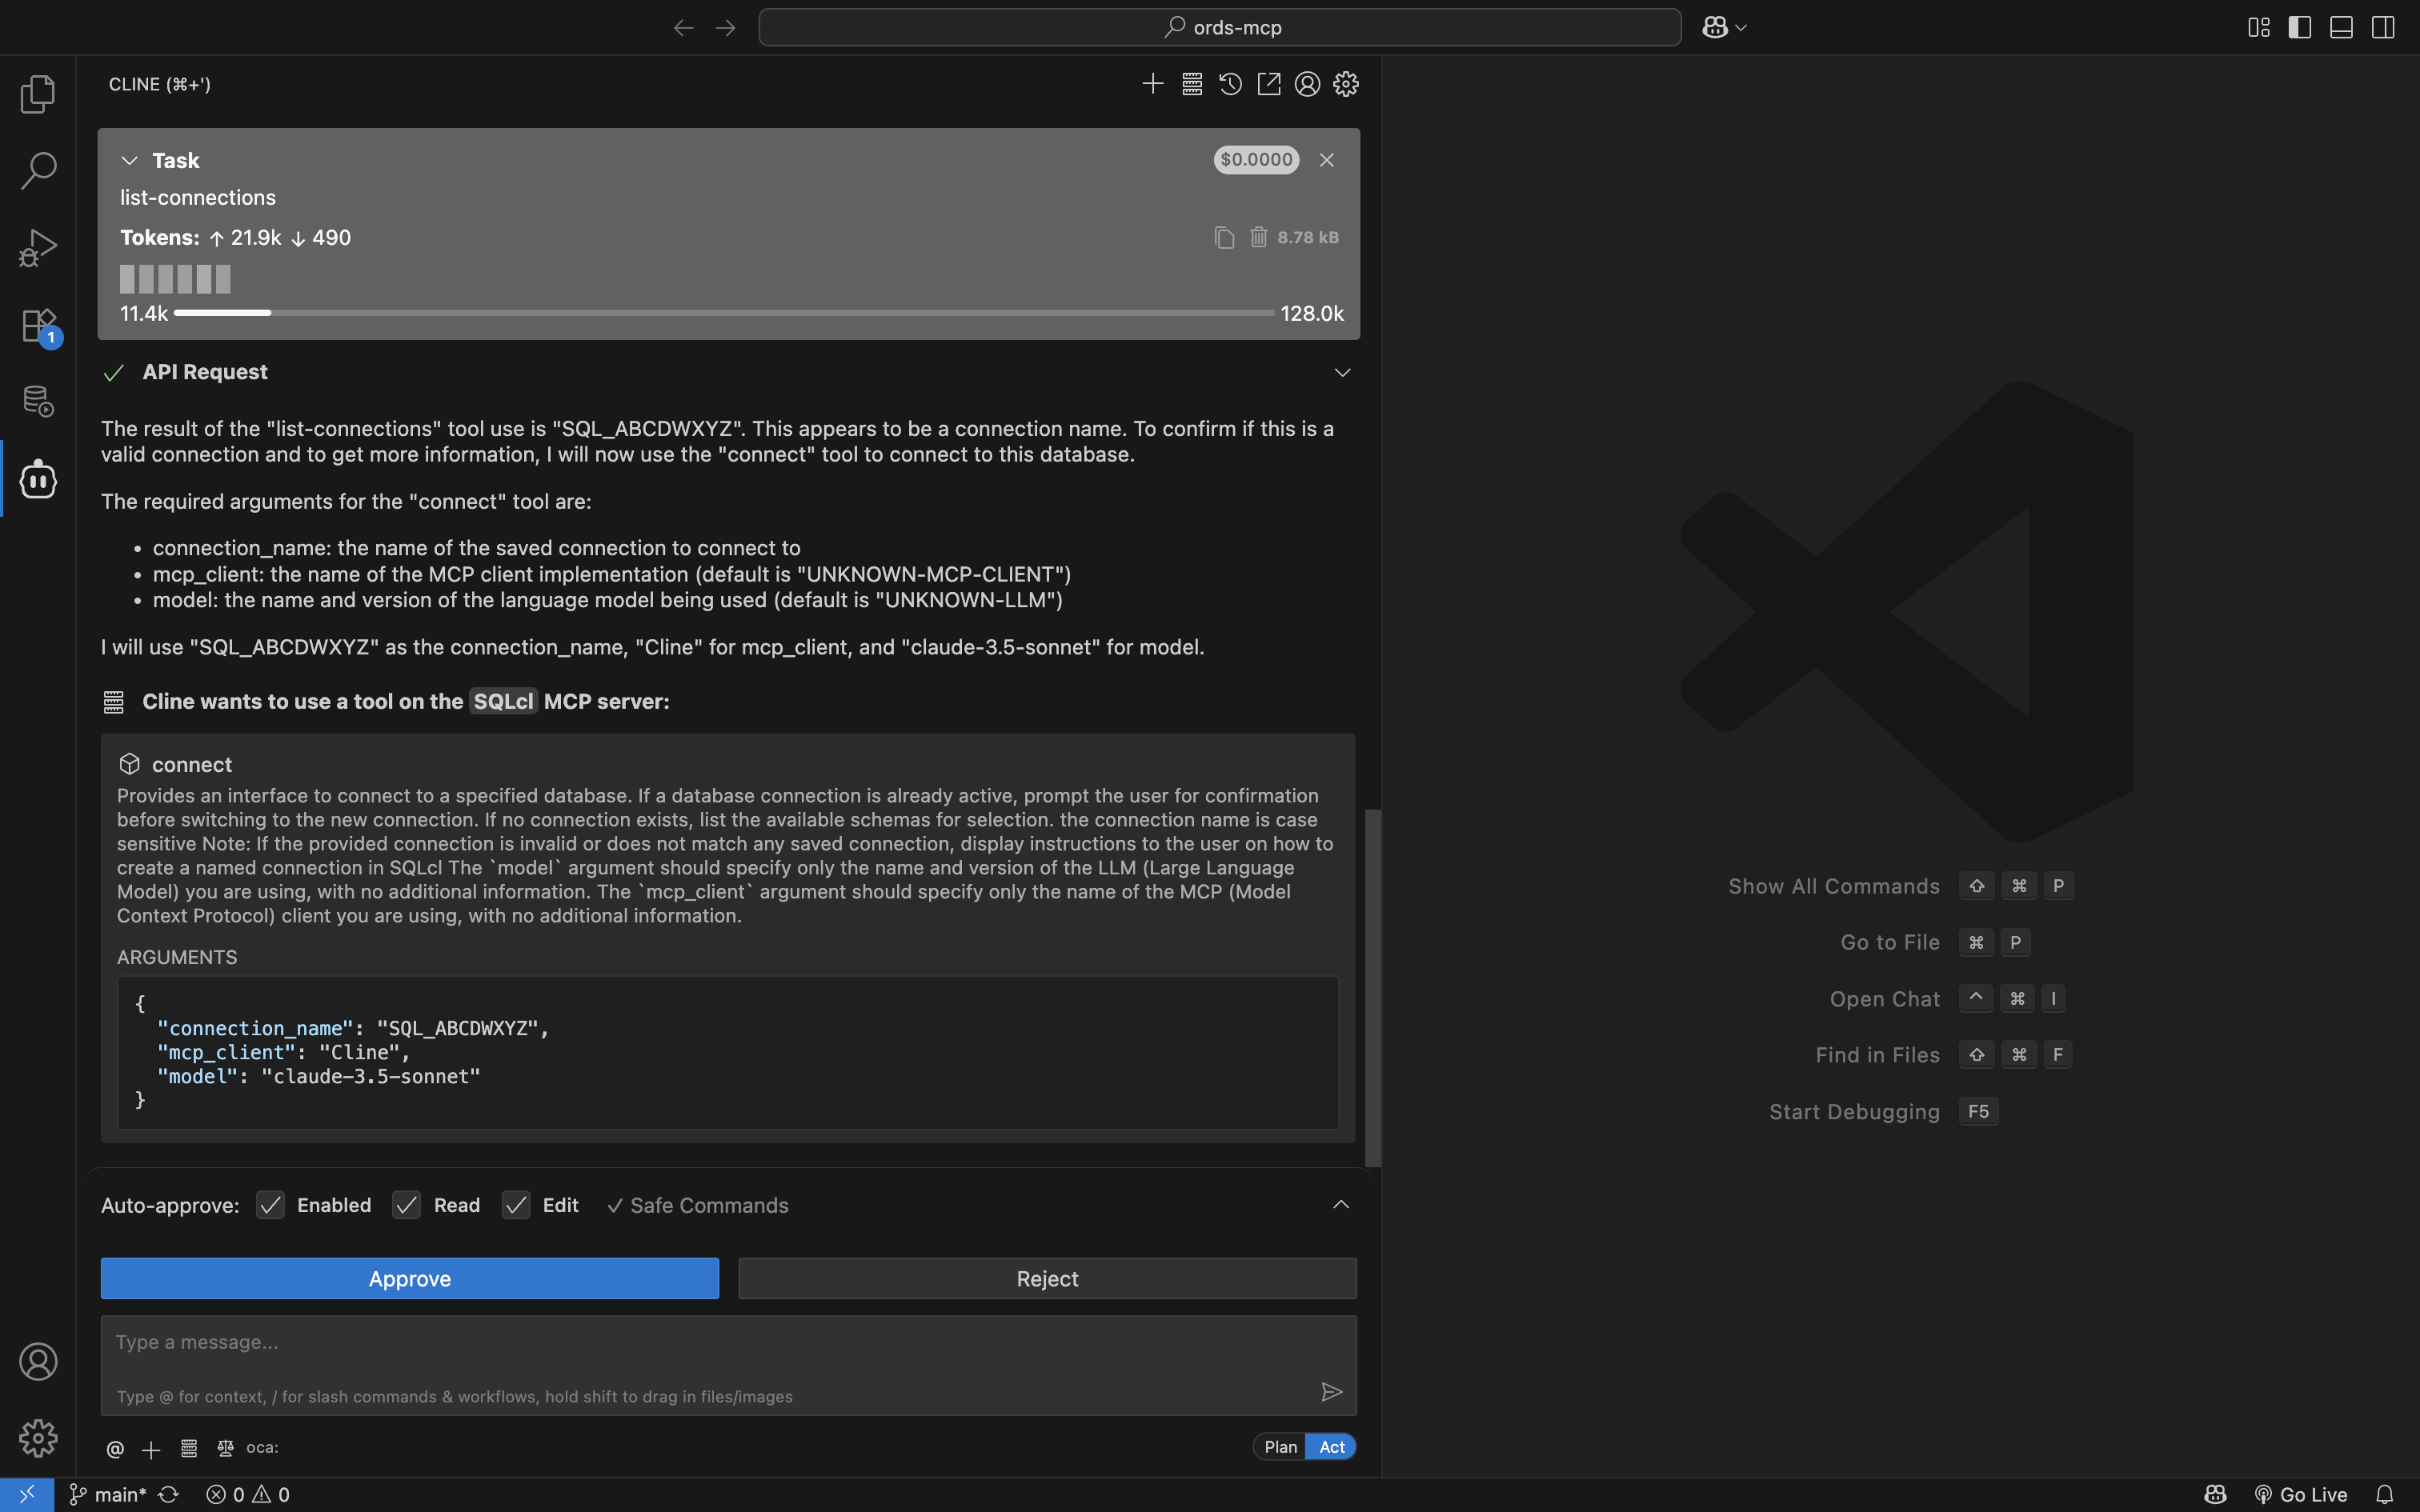 ords-mcp
CLINE (⌘+')
Task
$0.0000
list-connections
Tokens: ↑ 21.9k ↓ 490
8.78 kB
11.4k
128.0k
1
API Request
The result of the "list-connections" tool use is "SQL_ABCDWXYZ". This appears to be a connection name. To confirm if this is a
valid connection and to get more information, I will now use the "connect" tool to connect to this database.
The required arguments for the "connect" tool are:
• connection_name: the name of the saved connection to connect to
• mcp_client: the name of the MCP client implementation (default is "UNKNOWN-MCP-CLIENT")
• model: the name and version of the language model being used (default is "UNKNOWN-LLM")
I will use "SQL_ABCDWXYZ" as the connection_name, "Cline" for mcp_client, and "claude-3.5-sonnet" for model.
Cline wants to use a tool on the SQLcl MCP server:
connect
Provides an interface to connect to a specified database. If a database connection is already active, prompt the user for confirmation
before switching to the new connection. If no connection exists, list the available schemas for selection. the connection name is case
sensitive Note: If the provided connection is invalid or does not match any saved connection, display instructions to the user on how to
create a named connection in SQLcl The `model` argument should specify only the name and version of the LLM (Large Language
Model) you are using, with no additional information. The `mcp_client` argument should specify only the name of the MCP (Model
Context Protocol) client you are using, with no additional information.
ARGUMENTS
{
"connection_name": "SQL_ABCDWXYZ",
"mcp_client": "Cline",
"model": "claude-3.5-sonnet"
}
Auto-approve: Enabled Read Edit ✓ Safe Commands
Approve
Reject
Type a message...
Type @ for context, / for slash commands & workflows, hold shift to drag in files/images
@ oca:
Plan Act
Show All Commands ⇧ ⌘ P
Go to File ⌘ P
Open Chat ^ ⌘ I
Find in Files ⇧ ⌘ F
Start Debugging F5
main* 0 0
Go Live